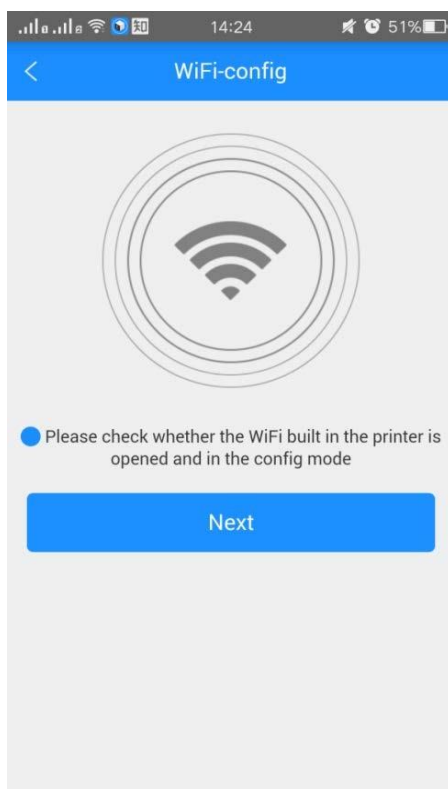 知 14:24 51%
WiFi-config
Please check whether the WiFi built in the printer is
opened and in the config mode
Next